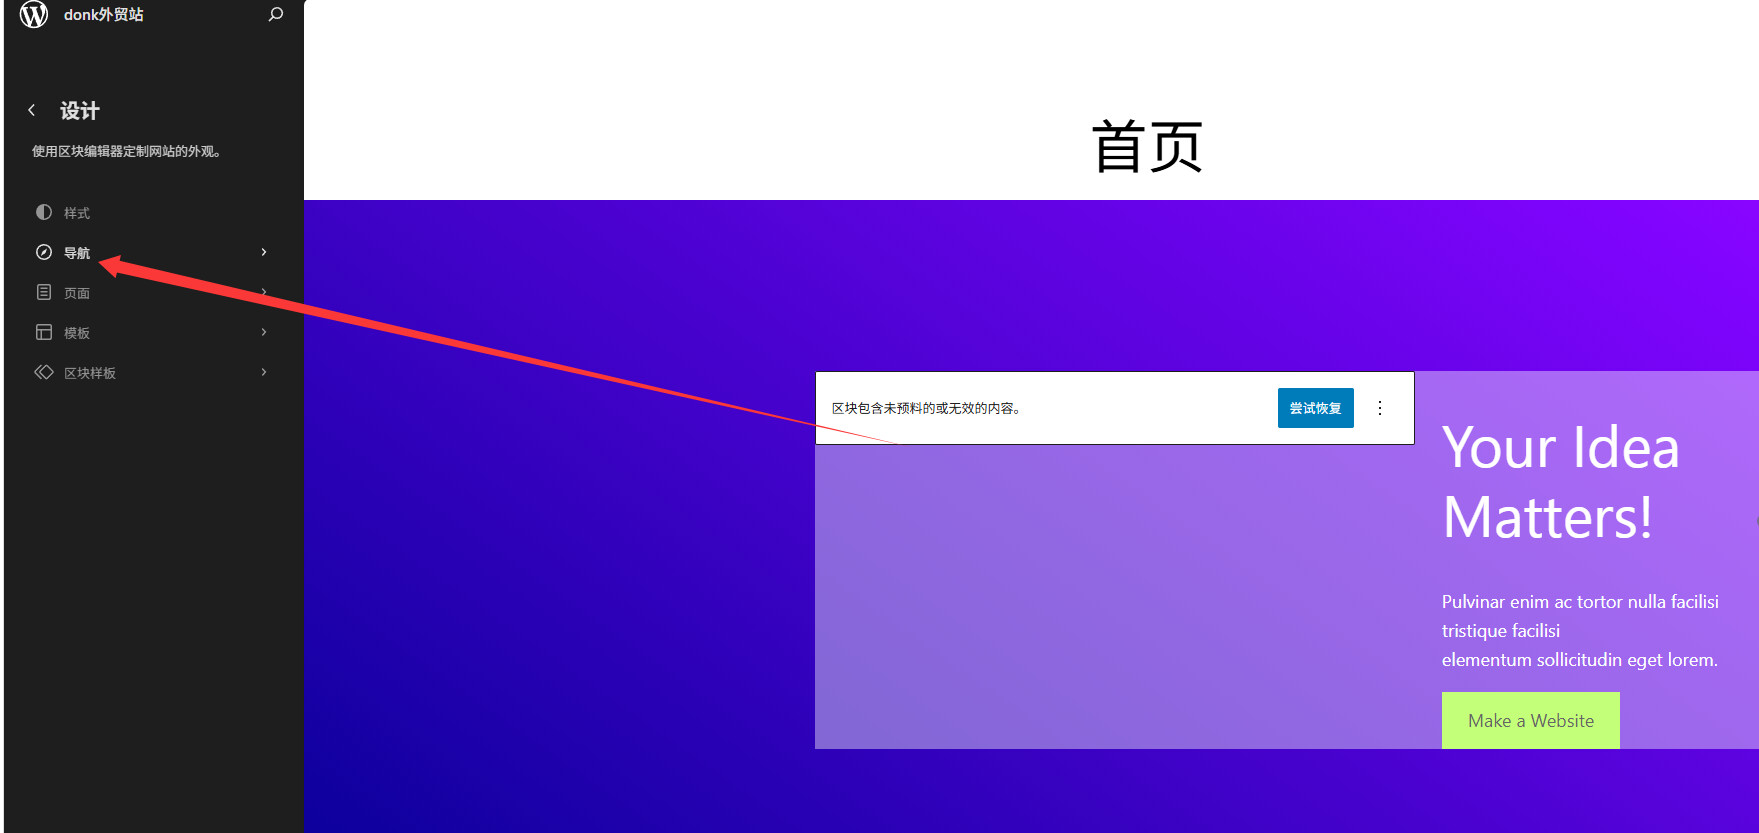 donk外贸站
设计
使用区块编辑器定制网站的外观。
样式
导航
页面
模板
区块样板
首页
区块包含未预料的或无效的内容。
尝试恢复
Your Idea
Matters!
Pulvinar enim ac tortor nulla facilisi
tristique facilisi
elementum sollicitudin eget lorem.
Make a Website